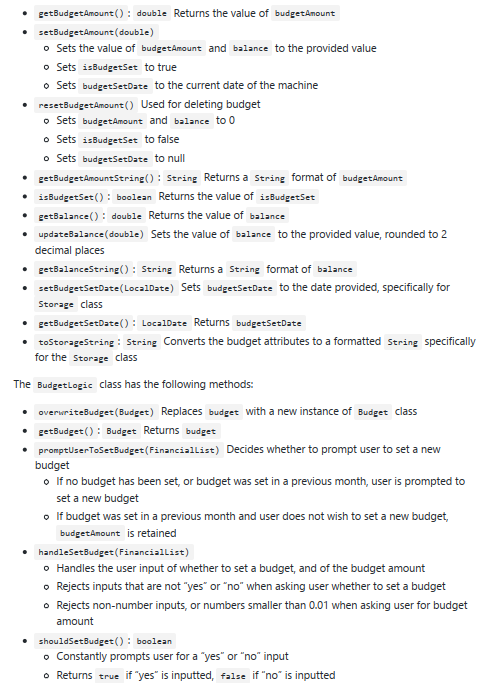 • getBudgetAmount() : double Returns the value of budgetAmount
• setBudgetAmount(double)
o Sets the value of budgetAmount and balance to the provided value
o Sets isBudgetSet to true
o Sets budgetSetDate to the current date of the machine
• resetBudgetAmount() Used for deleting budget
o Sets budgetAmount and balance to 0
o Sets isBudgetSet to false
o Sets budgetSetDate to null
• getBudgetAmountString() : String Returns a String format of budgetAmount
• isBudgetSet() : boolean Returns the value of isBudgetSet
• getBalance() : double Returns the value of balance
• updateBalance(double) Sets the value of balance to the provided value, rounded to 2
decimal places
• getBalanceString() : String Returns a String format of balance
• setBudgetSetDate(LocalDate) Sets budgetSetDate to the date provided, specifically for
Storage class
• getBudgetSetDate() : LocalDate Returns budgetSetDate
• toStorageString : String Converts the budget attributes to a formatted String specifically
for the Storage class
The BudgetLogic class has the following methods:
• overwriteBudget(Budget) Replaces budget with a new instance of Budget class
• getBudget() : Budget Returns budget
• promptUserToSetBudget(FinancialList) Decides whether to prompt user to set a new
budget
o If no budget has been set, or budget was set in a previous month, user is prompted to
set a new budget
o If budget was set in a previous month and user does not wish to set a new budget,
budgetAmount is retained
• handleSetBudget(FinancialList)
o Handles the user input of whether to set a budget, and of the budget amount
o Rejects inputs that are not "yes" or "no" when asking user whether to set a budget
o Rejects non-number inputs, or numbers smaller than 0.01 when asking user for budget
amount
• shouldSetBudget() : boolean
o Constantly prompts user for a "yes" or "no" input
o Returns true if "yes" is inputted, false if "no" is inputted